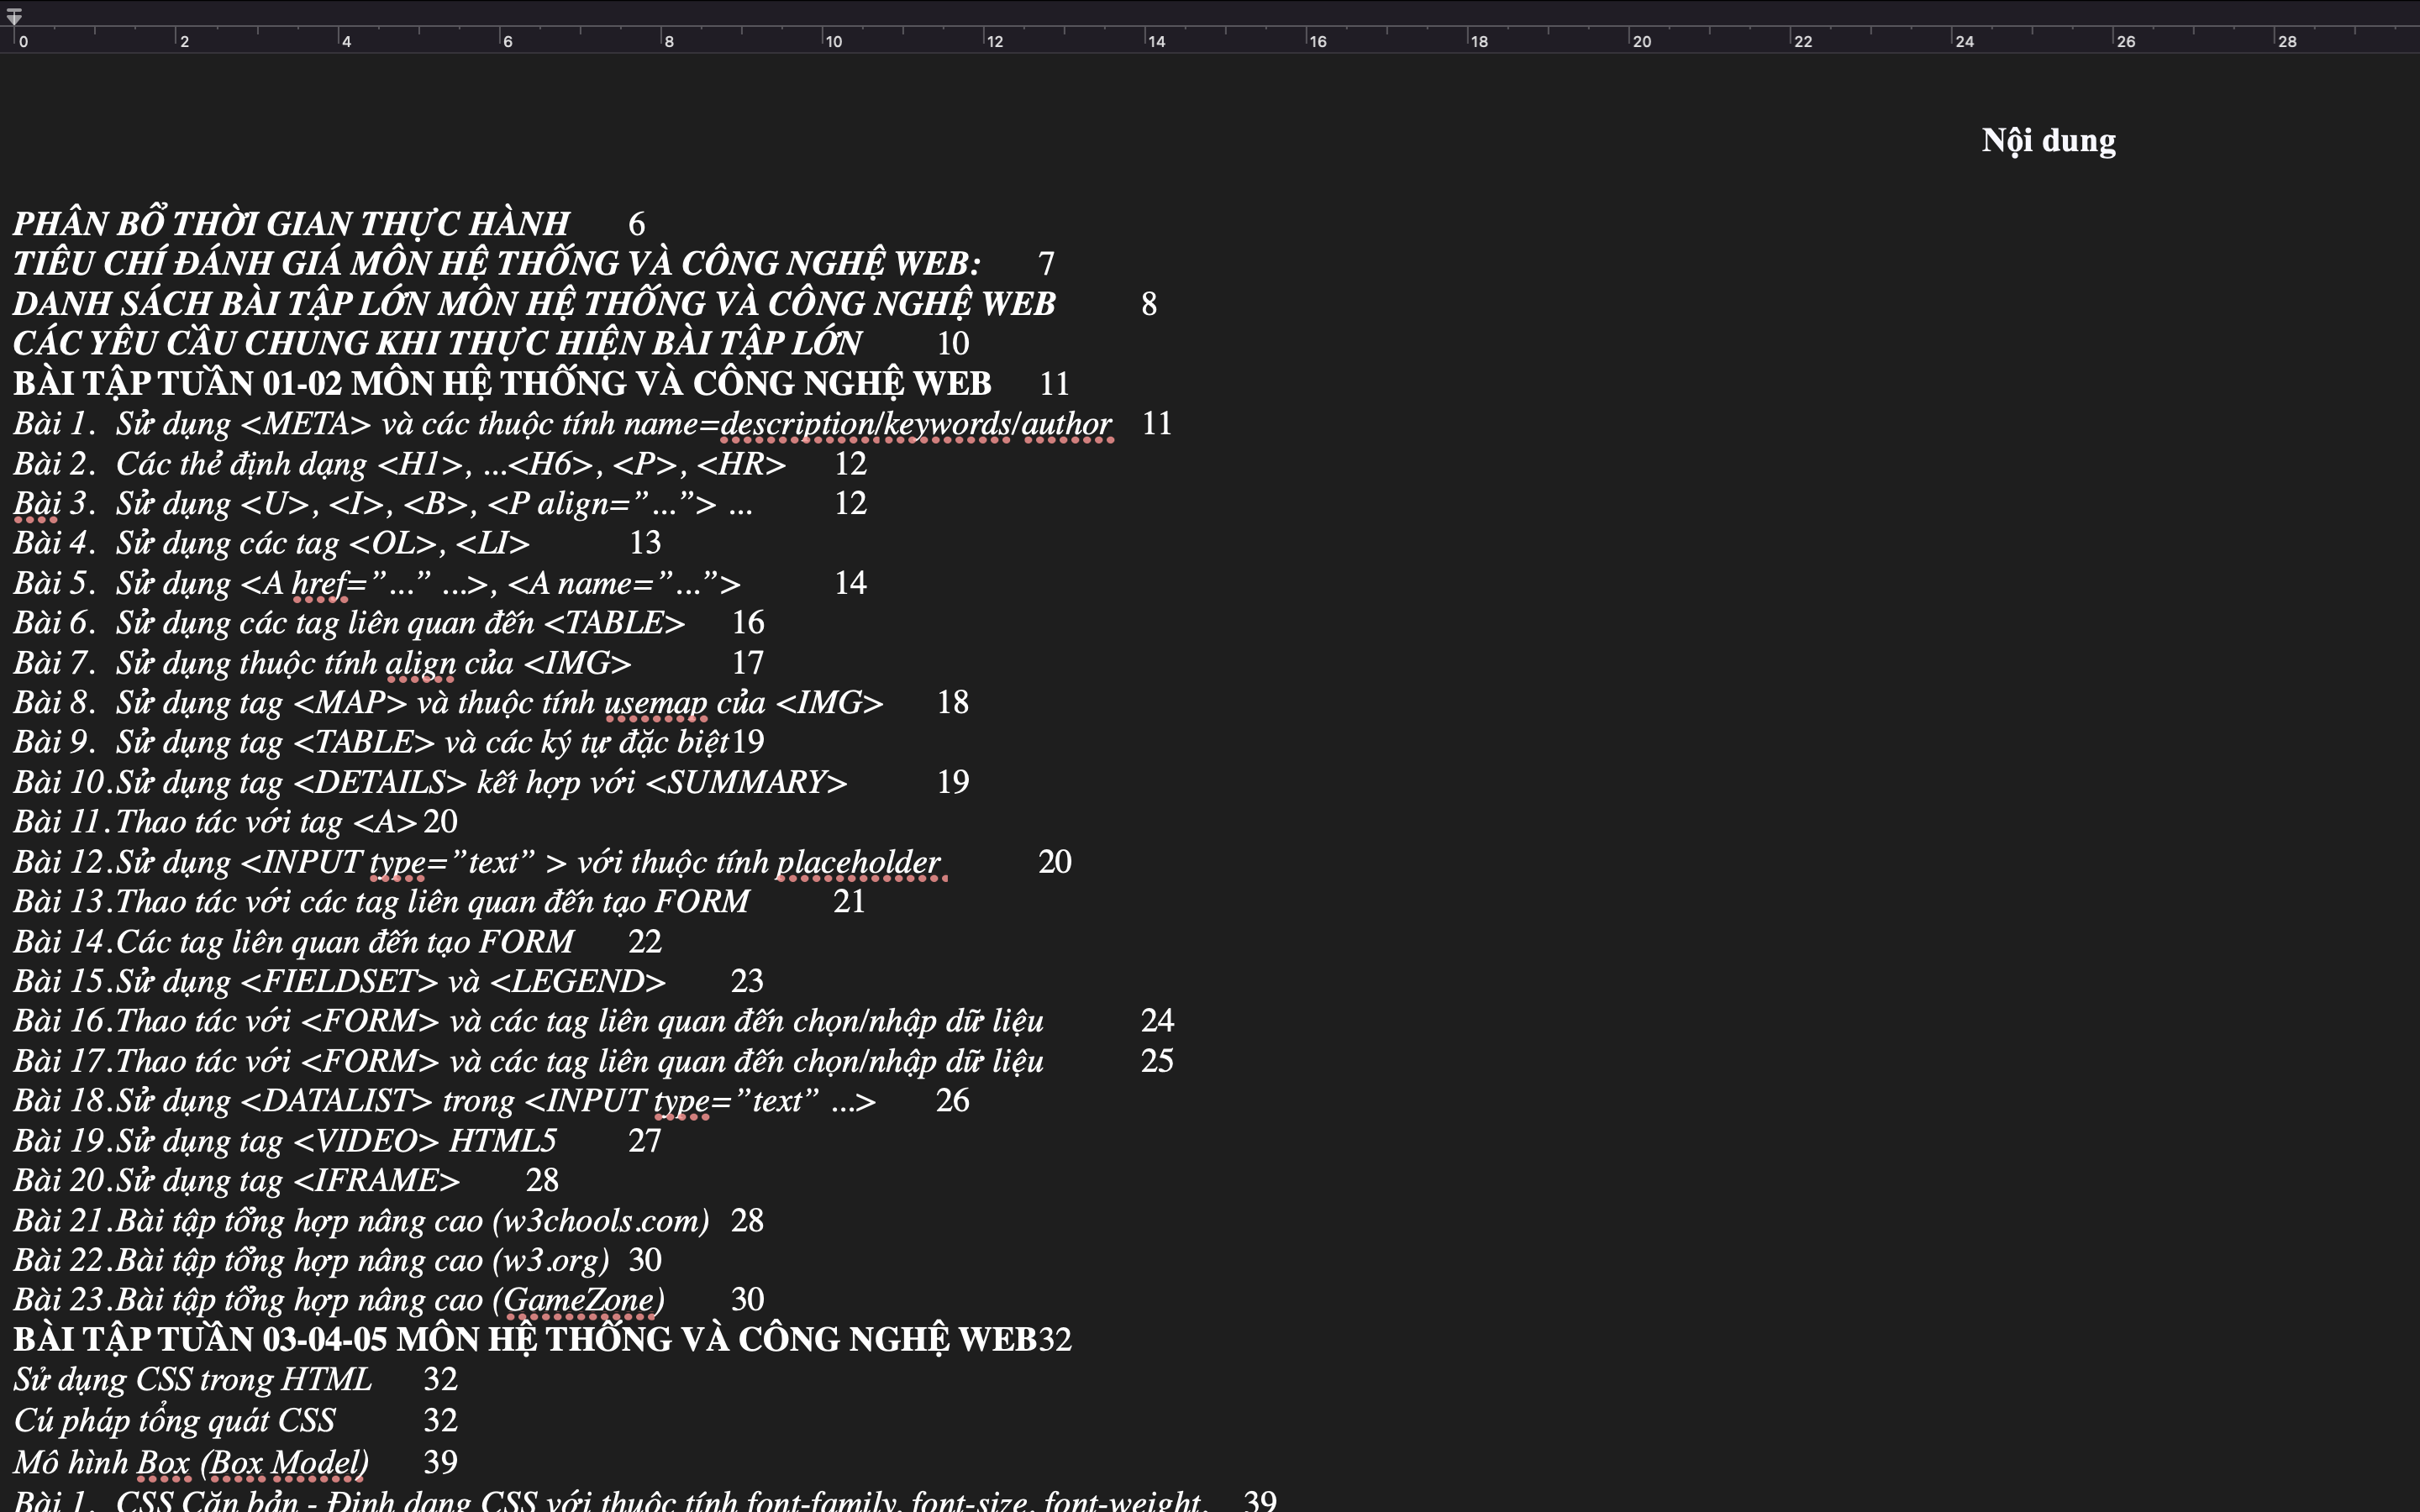 0 2 4 6 8 10 12 14 16 18 20 22 24 26 28
Nội dung
PHÂN BỔ THỜI GIAN THỰC HÀNH 6
TIÊU CHÍ ĐÁNH GIÁ MÔN HỆ THỐNG VÀ CÔNG NGHỆ WEB: 7
DANH SÁCH BÀI TẬP LỚN MÔN HỆ THỐNG VÀ CÔNG NGHỆ WEB 8
CÁC YÊU CẦU CHUNG KHI THỰC HIỆN BÀI TẬP LỚN 10
BÀI TẬP TUẦN 01-02 MÔN HỆ THỐNG VÀ CÔNG NGHỆ WEB 11
Bài 1. Sử dụng <META> và các thuộc tính name=description/keywords/author 11
Bài 2. Các thẻ định dạng <H1>, ...<H6>, <P>, <HR> 12
Bài 3. Sử dụng <U>, <I>, <B>, <P align=”...”> ... 12
Bài 4. Sử dụng các tag <OL>, <LI> 13
Bài 5. Sử dụng <A href=”...” ...>, <A name=”...”> 14
Bài 6. Sử dụng các tag liên quan đến <TABLE> 16
Bài 7. Sử dụng thuộc tính align của <IMG> 17
Bài 8. Sử dụng tag <MAP> và thuộc tính usemap của <IMG> 18
Bài 9. Sử dụng tag <TABLE> và các ký tự đặc biệt19
Bài 10.Sử dụng tag <DETAILS> kết hợp với <SUMMARY> 19
Bài 11.Thao tác với tag <A> 20
Bài 12.Sử dụng <INPUT type=”text” > với thuộc tính placeholder 20
Bài 13.Thao tác với các tag liên quan đến tạo FORM 21
Bài 14.Các tag liên quan đến tạo FORM 22
Bài 15.Sử dụng <FIELDSET> và <LEGEND> 23
Bài 16.Thao tác với <FORM> và các tag liên quan đến chọn/nhập dữ liệu 24
Bài 17.Thao tác với <FORM> và các tag liên quan đến chọn/nhập dữ liệu 25
Bài 18.Sử dụng <DATALIST> trong <INPUT type=”text” ...> 26
Bài 19.Sử dụng tag <VIDEO> HTML5 27
Bài 20.Sử dụng tag <IFRAME> 28
Bài 21.Bài tập tổng hợp nâng cao (w3chools.com) 28
Bài 22.Bài tập tổng hợp nâng cao (w3.org) 30
Bài 23.Bài tập tổng hợp nâng cao (GameZone) 30
BÀI TẬP TUẦN 03-04-05 MÔN HỆ THỐNG VÀ CÔNG NGHỆ WEB32
Sử dụng CSS trong HTML 32
Cú pháp tổng quát CSS 32
Mô hình Box (Box Model) 39
Bài 1. CSS Căn bản - Định dạng CSS với thuộc tính font-family, font-size, font-weight, 39